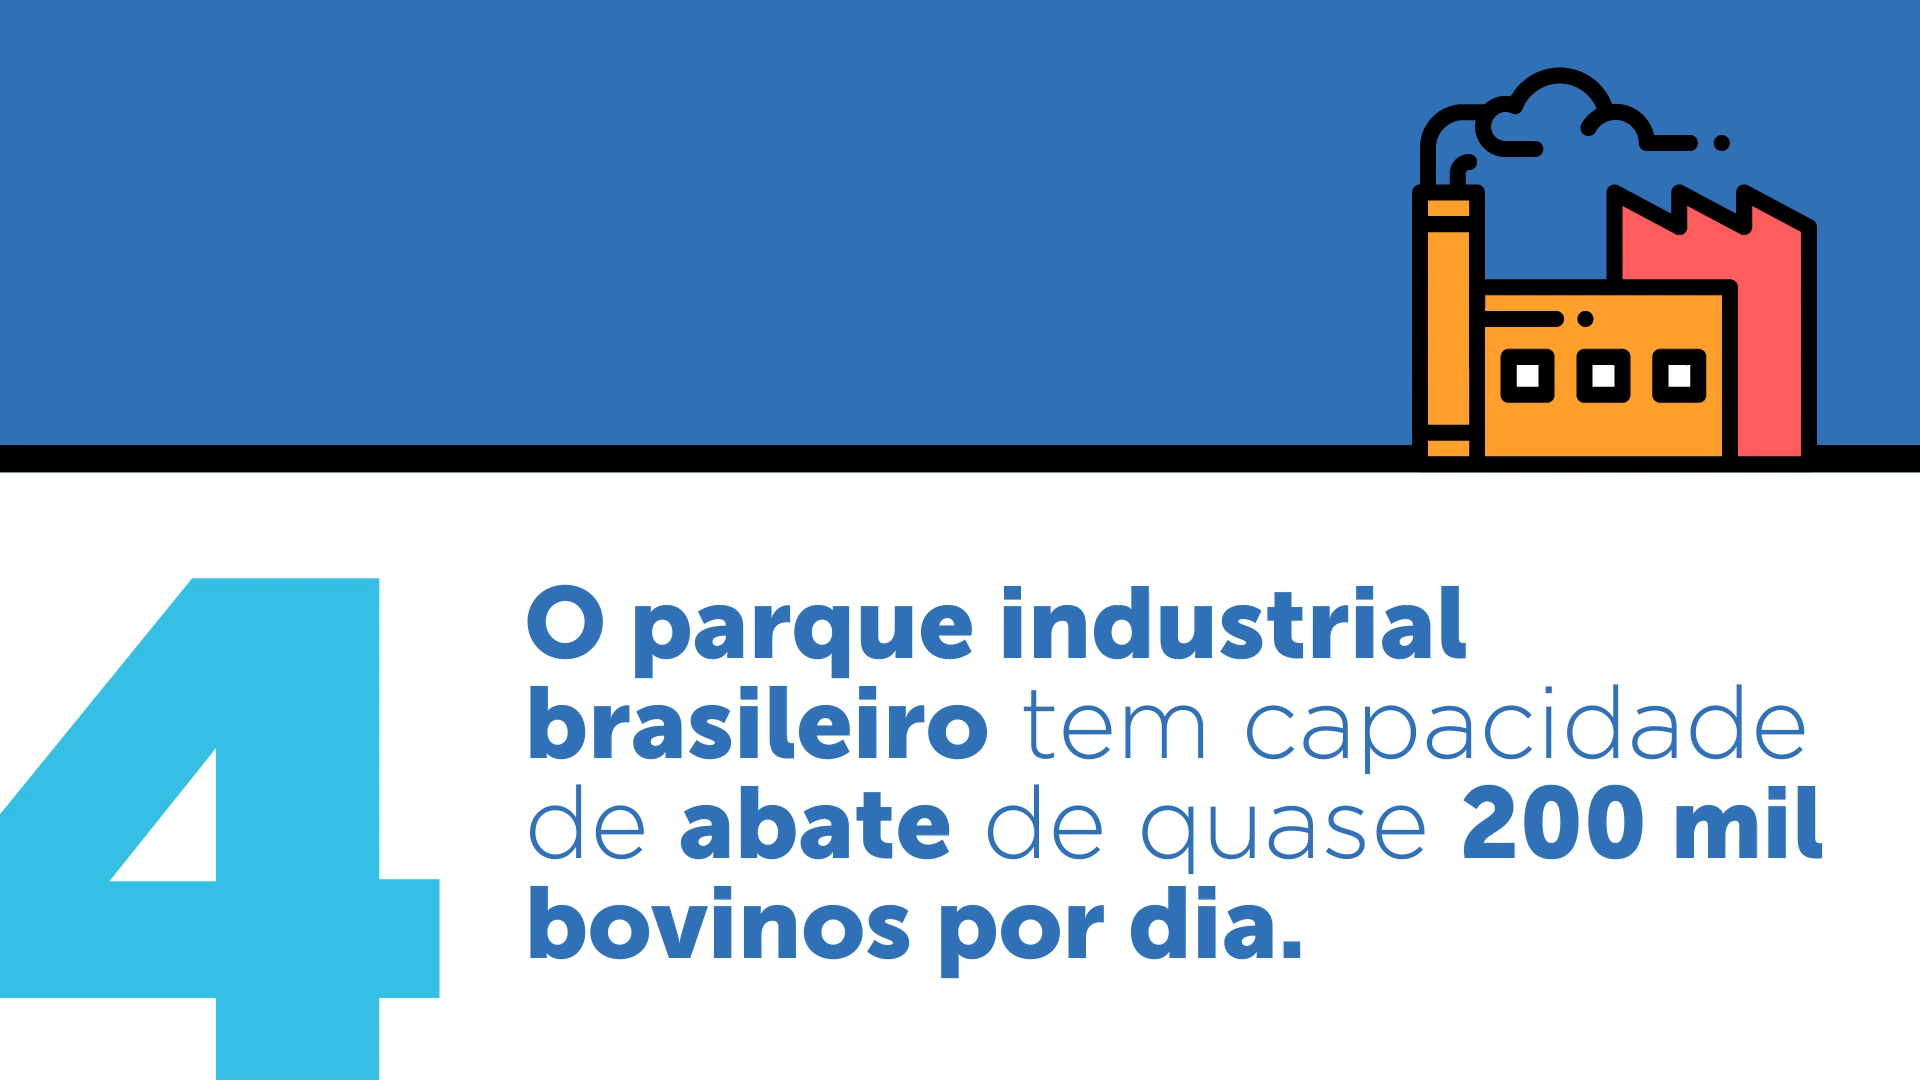 4
O parque industrial
brasileiro tem capacidade
de abate de quase 200 mil
bovinos por dia.